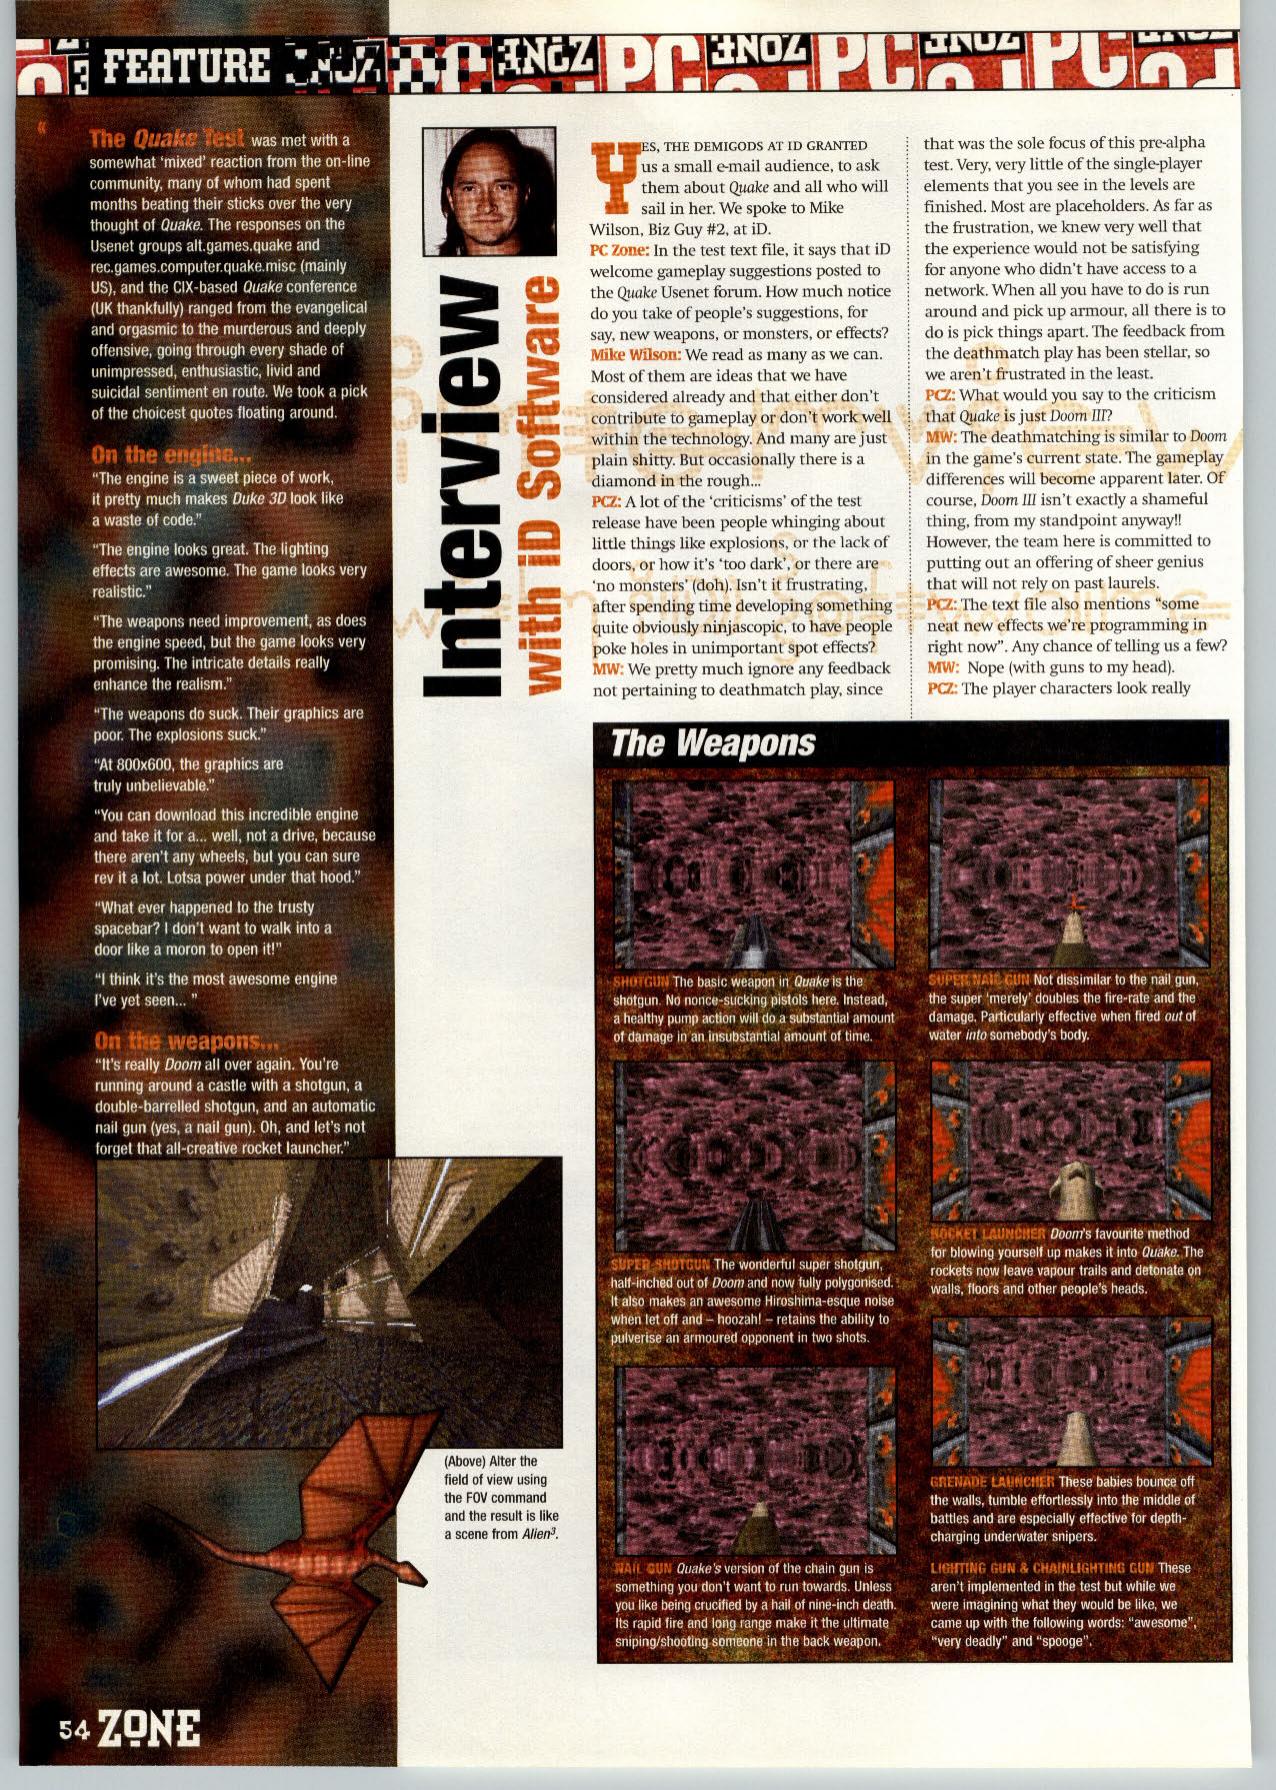 FEATURE
The Quake Test was met with a
somewhat ‘mixed’ reaction from the on-line
community, many of whom had spent
months beating their sticks over the very
thought of Quake. The responses on the
Usenet groups alt.games.quake and
rec.games.computer.quake.misc (mainly
US), and the CIX-based Quake conference
(UK thankfully) ranged from the evangelical
and orgasmic to the murderous and deeply
offensive, going through every shade of
unimpressed, enthusiastic, livid and
suicidal sentiment en route. We took a pick
of the choicest quotes floating around.
On the engine...
“The engine is a sweet piece of work,
it pretty much makes Duke 3D look like
a waste of code.”
“The engine looks great. The lighting
effects are awesome. The game looks very
realistic.”
“The weapons need improvement, as does
the engine speed, but the game looks very
promising. The intricate details really
enhance the realism.”
“The weapons do suck. Their graphics are
poor. The explosions suck.”
“At 800x600, the graphics are
truly unbelievable.”
“You can download this incredible engine
and take it for a... well, not a drive, because
there aren’t any wheels, but you can sure
rev it a lot. Lotsa power under that hood.”
“What ever happened to the trusty
spacebar? I don’t want to walk into a
door like a moron to open it!”
“I think it’s the most awesome engine
I’ve yet seen... ”
On the weapons...
“It’s really Doom all over again. You’re
running around a castle with a shotgun, a
double-barrelled shotgun, and an automatic
nail gun (yes, a nail gun). Oh, and let’s not
forget that all-creative rocket launcher.”
(Above) Alter the
field of view using
the FOV command
and the result is like
a scene from Alien³.
Interview
with iD Software
YES, THE DEMIGODS AT ID GRANTED
us a small e-mail audience, to ask
them about Quake and all who will
sail in her. We spoke to Mike
Wilson, Biz Guy #2, at iD.
PC Zone: In the test text file, it says that iD
welcome gameplay suggestions posted to
the Quake Usenet forum. How much notice
do you take of people’s suggestions, for
say, new weapons, or monsters, or effects?
Mike Wilson: We read as many as we can.
Most of them are ideas that we have
considered already and that either don’t
contribute to gameplay or don’t work well
within the technology. And many are just
plain shitty. But occasionally there is a
diamond in the rough...
PCZ: A lot of the ‘criticisms’ of the test
release have been people whinging about
little things like explosions, or the lack of
doors, or how it’s ‘too dark’, or there are
‘no monsters’ (doh). Isn’t it frustrating,
after spending time developing something
quite obviously ninjascopic, to have people
poke holes in unimportant spot effects?
MW: We pretty much ignore any feedback
not pertaining to deathmatch play, since
that was the sole focus of this pre-alpha
test. Very, very little of the single-player
elements that you see in the levels are
finished. Most are placeholders. As far as
the frustration, we knew very well that
the experience would not be satisfying
for anyone who didn’t have access to a
network. When all you have to do is run
around and pick up armour, all there is to
do is pick things apart. The feedback from
the deathmatch play has been stellar, so
we aren’t frustrated in the least.
PCZ: What would you say to the criticism
that Quake is just Doom III?
MW: The deathmatching is similar to Doom
in the game’s current state. The gameplay
differences will become apparent later. Of
course, Doom III isn’t exactly a shameful
thing, from my standpoint anyway!!
However, the team here is committed to
putting out an offering of sheer genius
that will not rely on past laurels.
PCZ: The text file also mentions “some
neat new effects we’re programming in
right now”. Any chance of telling us a few?
MW: Nope (with guns to my head).
PCZ: The player characters look really
The Weapons
SHOTGUN The basic weapon in Quake is the
shotgun. No nonce-sucking pistols here. Instead,
a healthy pump action will do a substantial amount
of damage in an insubstantial amount of time.
SUPER SHOTGUN The wonderful super shotgun,
half-inched out of Doom and now fully polygonised.
It also makes an awesome Hiroshima-esque noise
when let off and – hoozah! – retains the ability to
pulverise an armoured opponent in two shots.
NAIL GUN Quake’s version of the chain gun is
something you don’t want to run towards. Unless
you like being crucified by a hail of nine-inch death.
Its rapid fire and long range make it the ultimate
sniping/shooting someone in the back weapon.
SUPER NAIL GUN Not dissimilar to the nail gun,
the super ‘merely’ doubles the fire-rate and the
damage. Particularly effective when fired out of
water into somebody’s body.
ROCKET LAUNCHER Doom’s favourite method
for blowing yourself up makes it into Quake. The
rockets now leave vapour trails and detonate on
walls, floors and other people’s heads.
GRENADE LAUNCHER These babies bounce off
the walls, tumble effortlessly into the middle of
battles and are especially effective for depth-
charging underwater snipers.
LIGHTING GUN & CHAINLIGHTING GUN These
aren’t implemented in the test but while we
were imagining what they would be like, we
came up with the following words: “awesome”,
“very deadly” and “spooge”.
54 ZONE